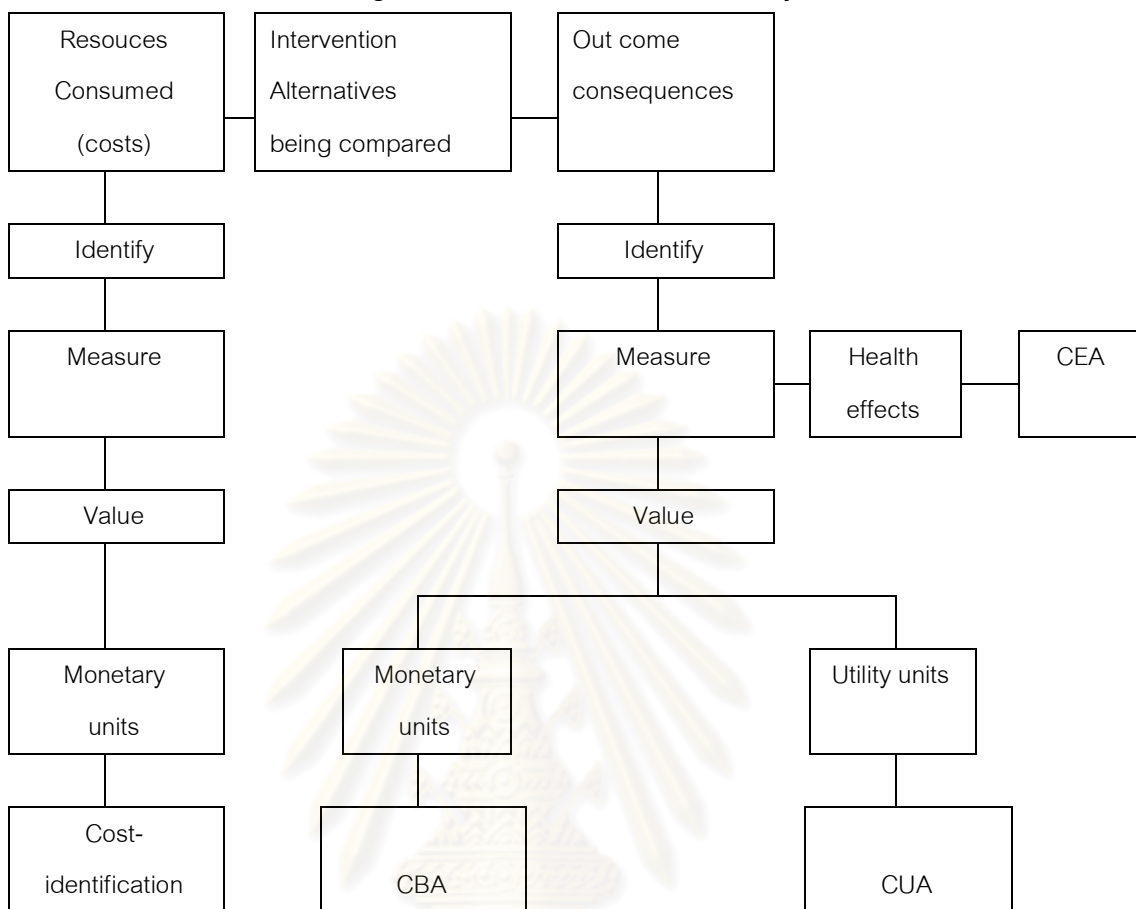 Resouces
Consumed
(costs)
Intervention
Alternatives
being compared
Out come
consequences
Identify
Identify
Measure
Measure
Health
effects
CEA
Value
Value
Monetary
units
Monetary
units
Utility units
Cost-
identification
CBA
CUA